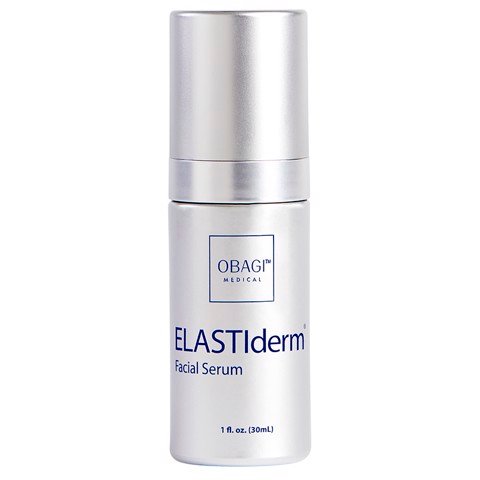 OBAGI™
MEDICAL
ELASTIderm®
Facial Serum
1 fl. oz. (30mL)